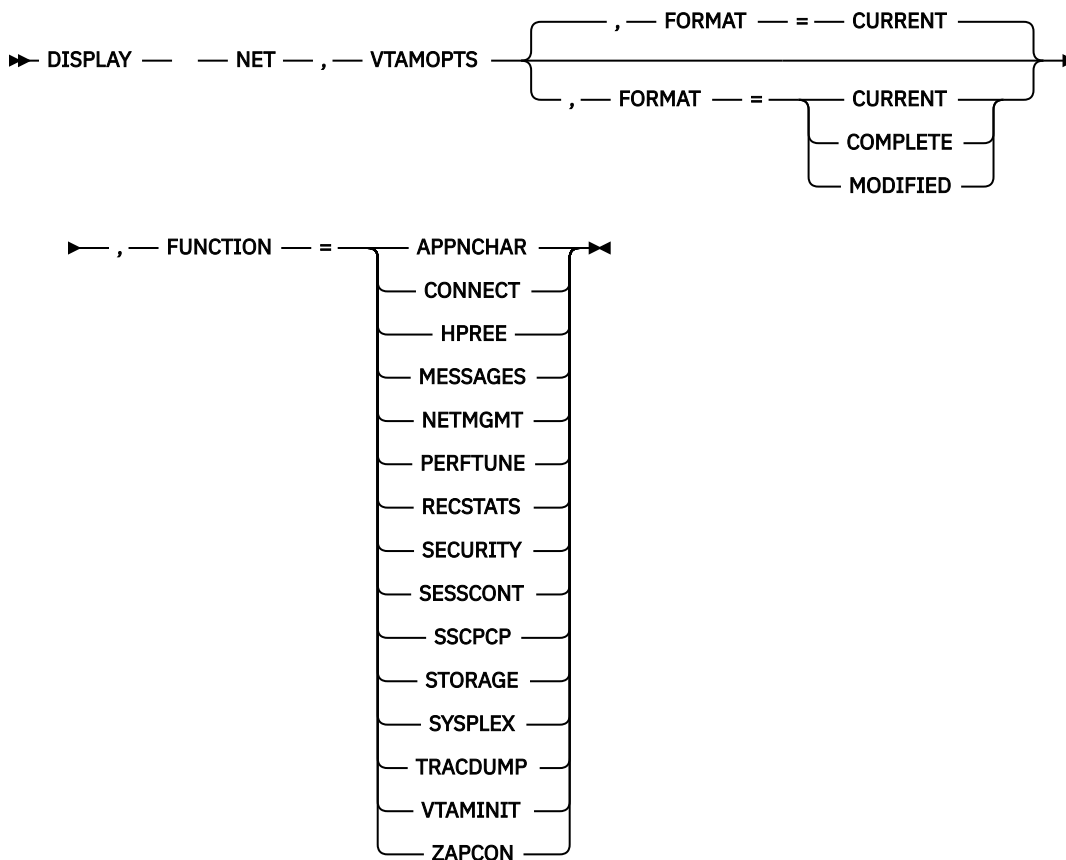 , FORMAT = CURRENT
DISPLAY NET , VTAMOPTS
, FORMAT = CURRENT
COMPLETE
MODIFIED
, FUNCTION = APPNCHAR
CONNECT
HPREE
MESSAGES
NETMGMT
PERFTUNE
RECSTATS
SECURITY
SESSCONT
SSCPCP
STORAGE
SYSPLEX
TRACDUMP
VTAMINIT
ZAPCON